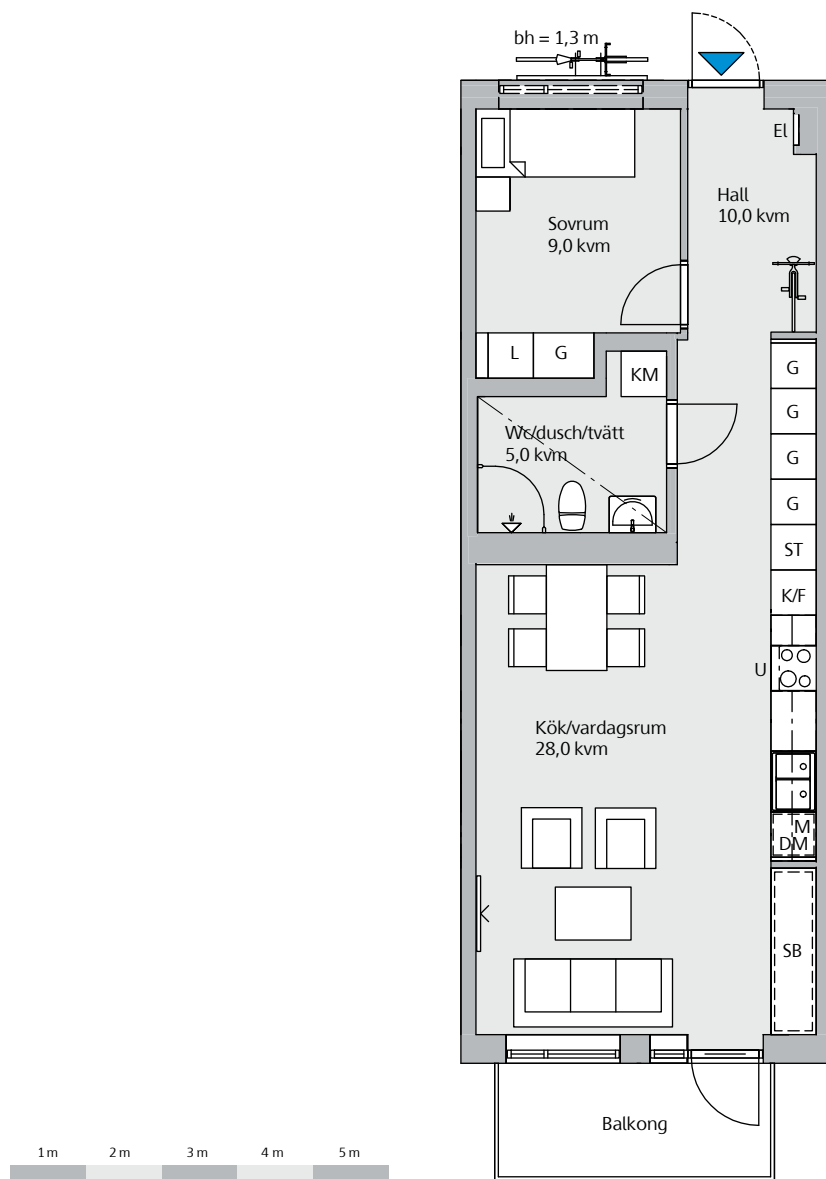 bh = 1,3 m
El
Hall
10,0 kvm
Sovrum
9,0 kvm
L
G
KM
G
G
G
G
ST
K/F
Wc/dusch/tvätt
5,0 kvm
U
Kök/vardagsrum
28,0 kvm
M
DM
SB
Balkong
1 m
2 m
3 m
4 m
5 m